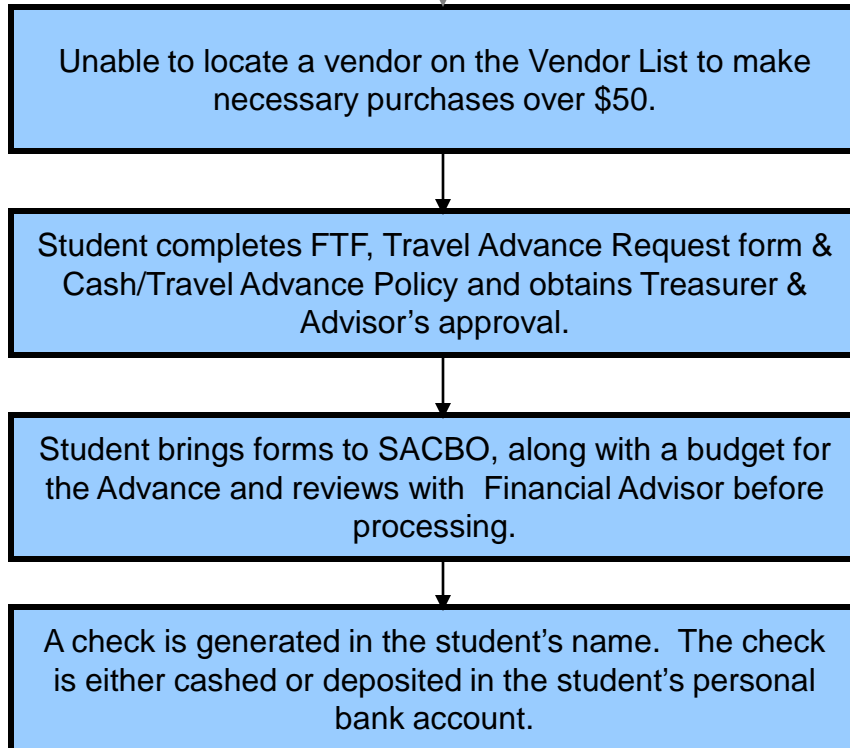 Unable to locate a vendor on the Vendor List to make
necessary purchases over $50.
Student completes FTF, Travel Advance Request form &
Cash/Travel Advance Policy and obtains Treasurer &
Advisor’s approval.
Student brings forms to SACBO, along with a budget for
the Advance and reviews with  Financial Advisor before
processing.
A check is generated in the student’s name.  The check
is either cashed or deposited in the student’s personal
bank account.